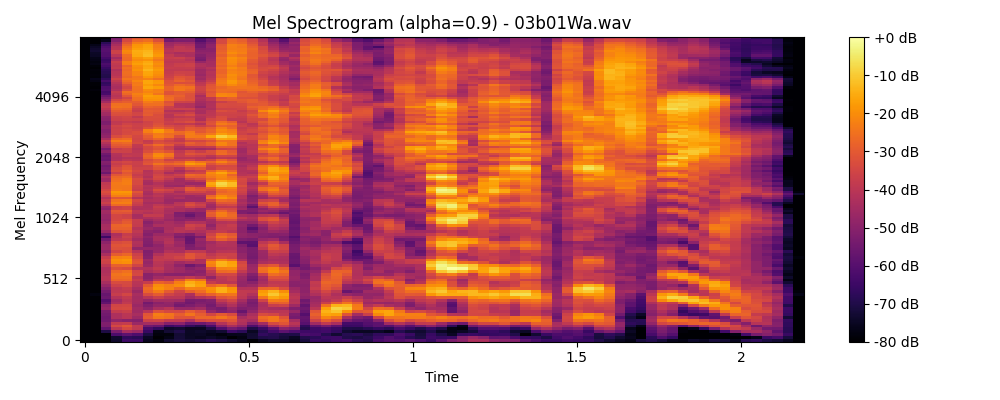 Mel Spectrogram (alpha=0.9) - 03b01Wa.wav
Mel Frequency
4096
2048
1024
512
0
0
0.5
1
1.5
2
Time
+0 dB
-10 dB
-20 dB
-30 dB
-40 dB
-50 dB
-60 dB
-70 dB
-80 dB